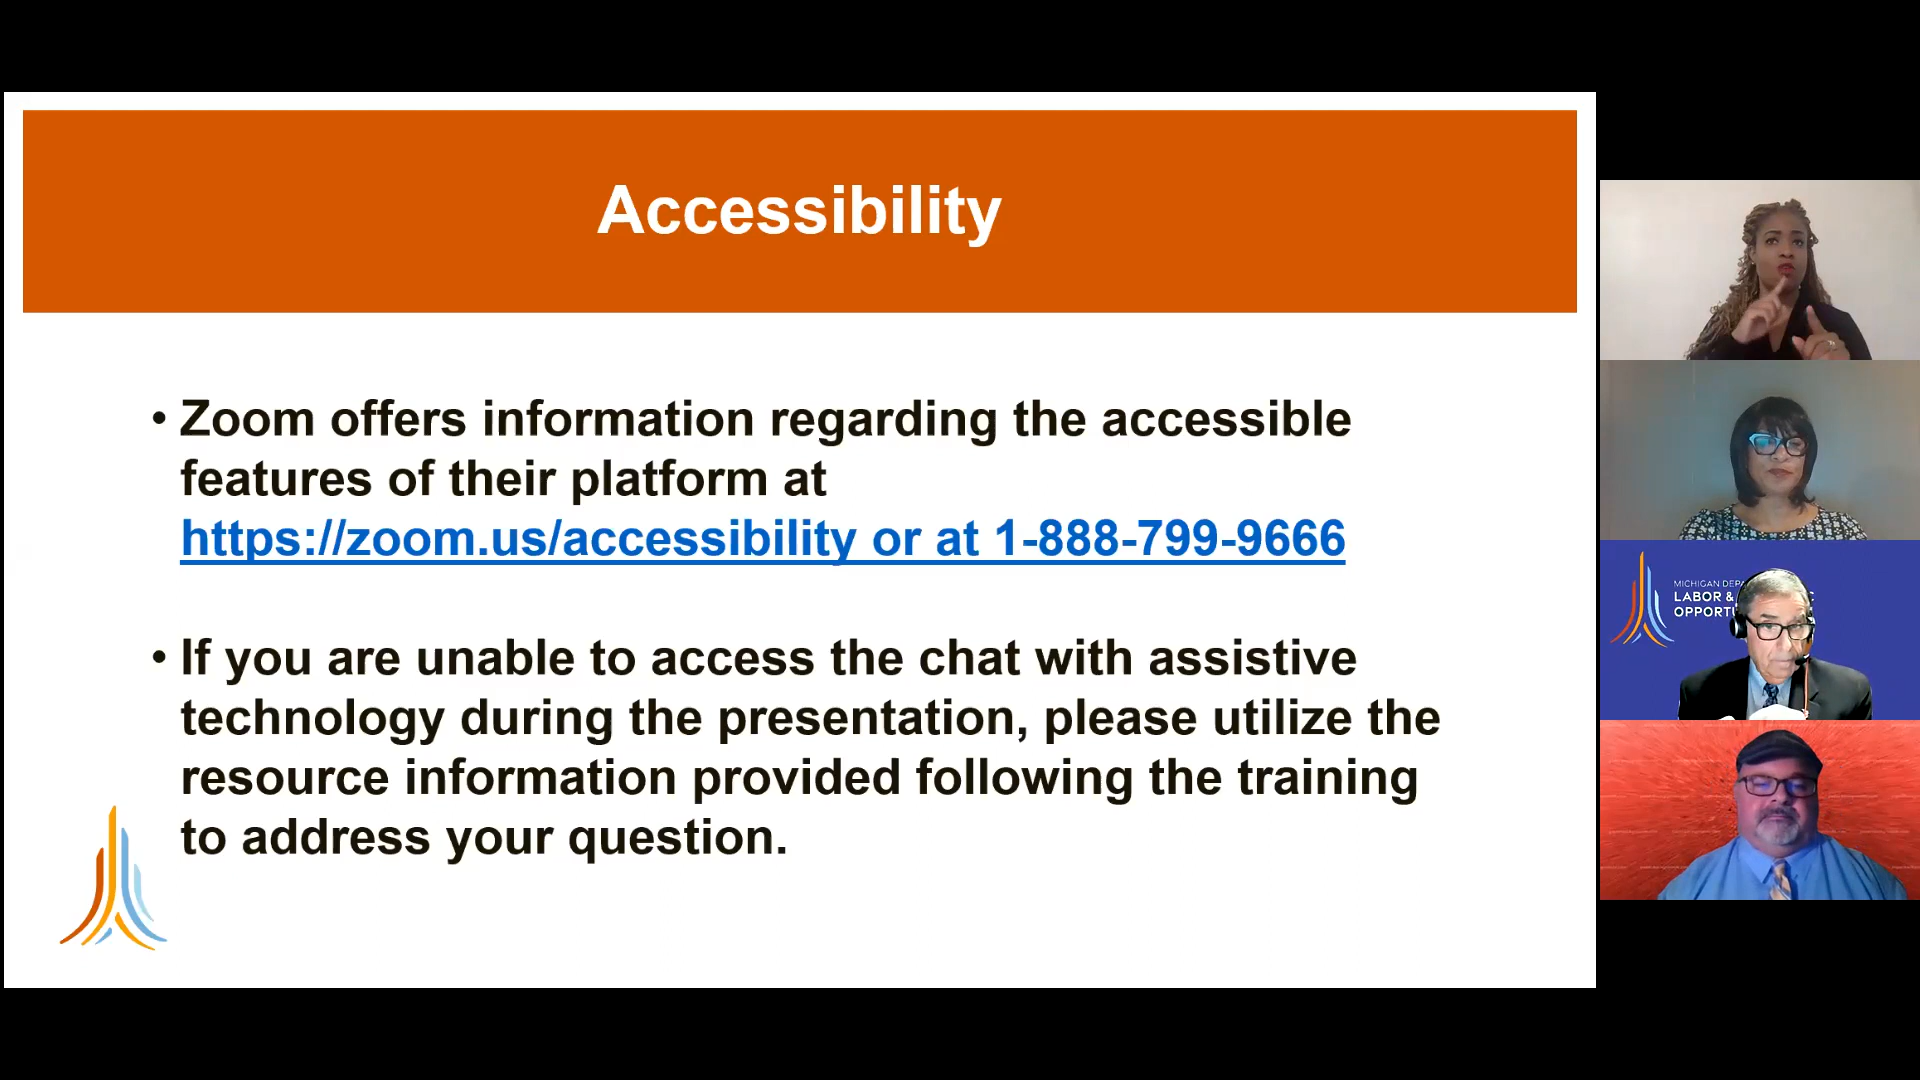 Accessibility
• Zoom offers information regarding the accessible
features of their platform at
https://zoom.us/accessibility or at 1-888-799-9666
• If you are unable to access the chat with assistive
technology during the presentation, please utilize the
resource information provided following the training
to address your question.
MICHIGAN
LABOR &